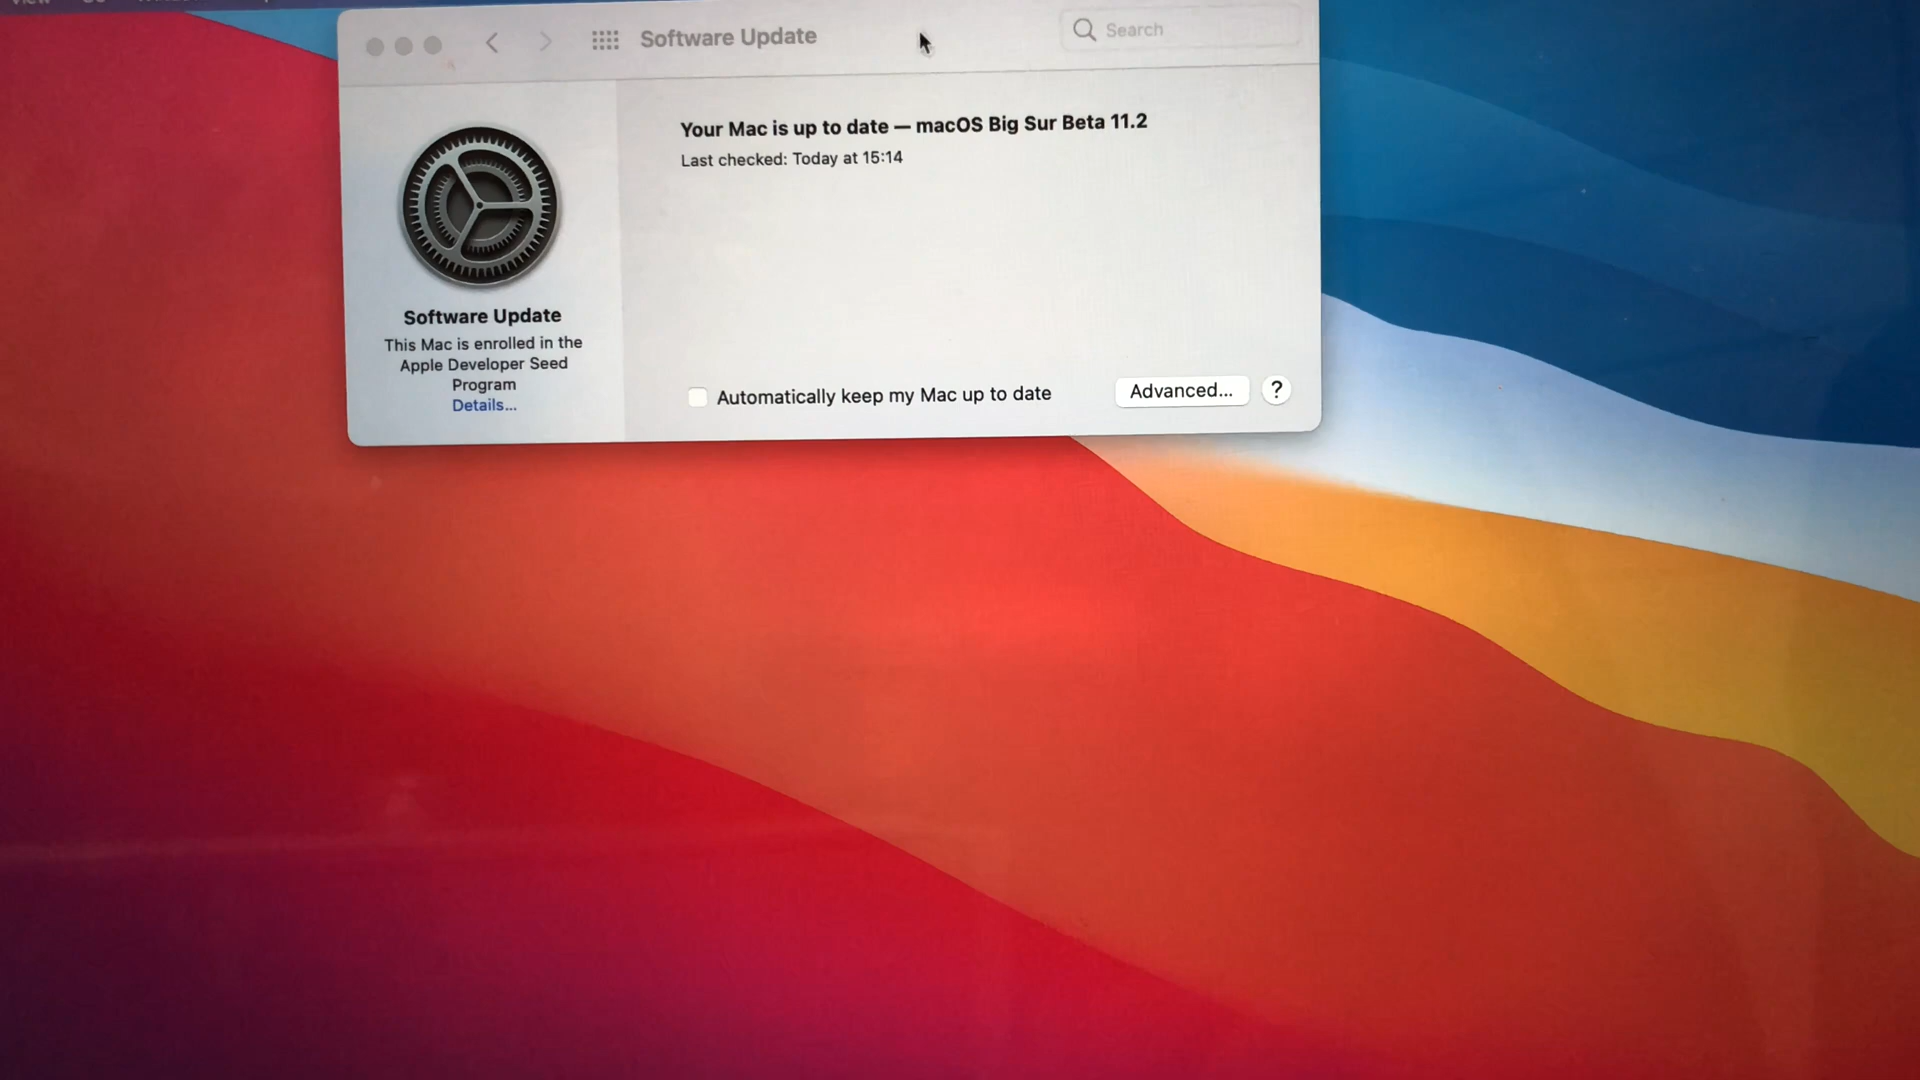 Software Update
Search
Your Mac is up to date — macOS Big Sur Beta 11.2
Last checked: Today at 15:14
Software Update
This Mac is enrolled in the
Apple Developer Seed
Program
Details...
Automatically keep my Mac up to date
Advanced...
?